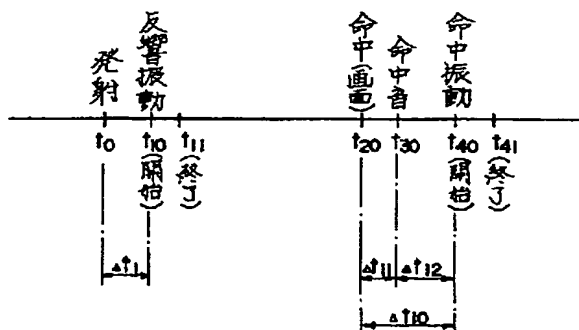 発射
反響振動
命中(画面)
命中音
命中振動
t0
t10
t11
t20
t30
t40
t41
(開始)
(終了)
(開始)
(終了)
Δt1
Δt11
Δt12
Δt10